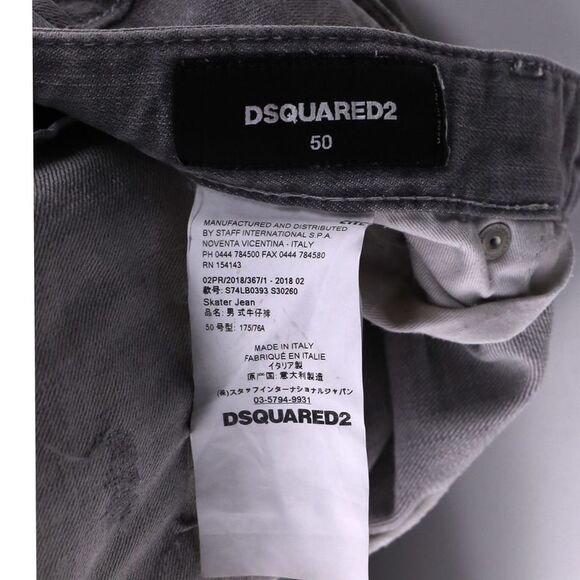 DSQUARED2
50
MANUFACTURED AND DISTRIBUTED
BY STAFF INTERNATIONAL S.P.A.
NOVENTA VICENTINA - ITALY
PH 0444 784500 FAX 0444 784580
RN 154143
02PR/2018/367/1 - 2018 02
款号: S74LB0393 S30260
Skater Jean
品名: 男 式牛仔裤
50 号型: 175/76A
MADE IN ITALY
FABRIQUÉ EN ITALIE
イタリア製
原产国: 意大利製造
(株)スタッフインターナショナルジャパン
03-5794-9931
DSQUARED2